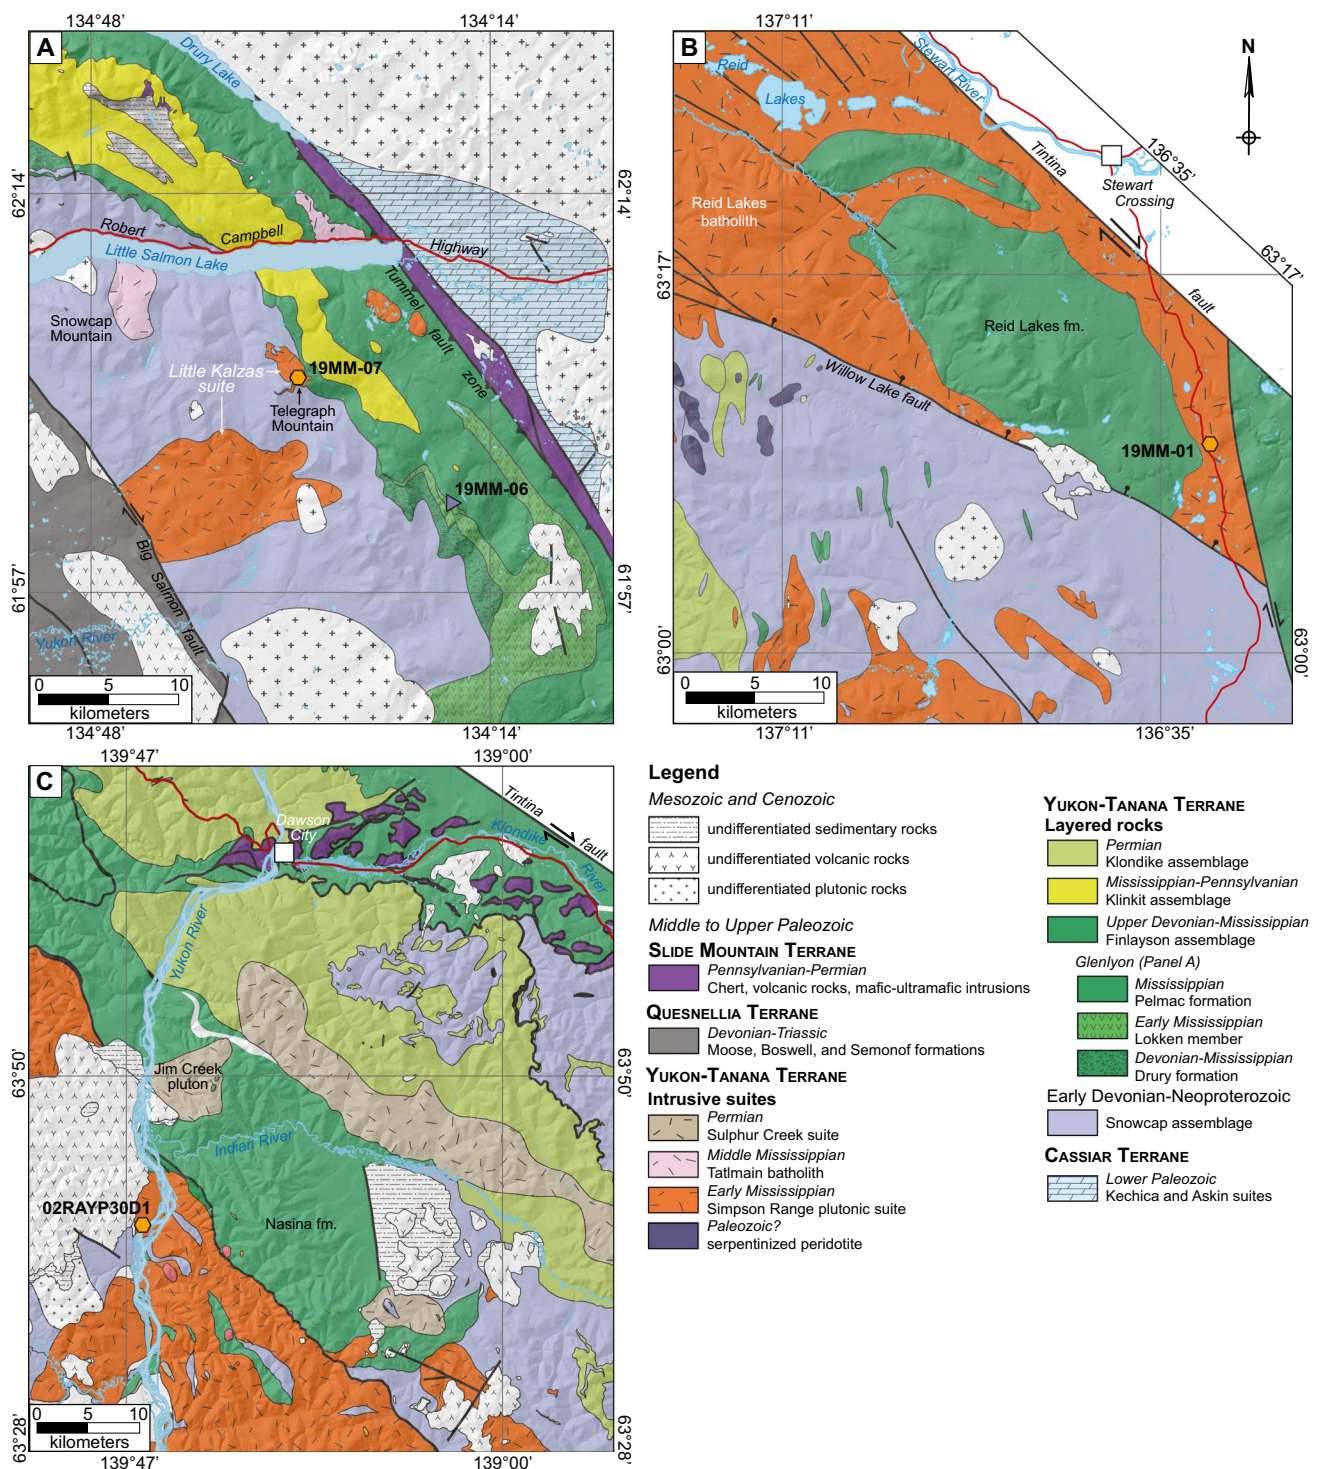 134°48’
134°14’
A
Drury Lake
62°14’
62°14’
Robert
Campbell
Highway
Little Salmon Lake
Snowcap
Mountain
Tummel
fault
zone
Little Kalzas
suite
19MM-07
Telegraph
Mountain
19MM-06
Big
Salmon
fault
61°57’
61°57’
Yukon River
0 5 10
kilometers
134°48’
134°14’
137°11’
B
Reid
Lakes
Stewart River
N
Tintina
fault
136°35’
Stewart
Crossing
Reid Lakes
batholith
63°17’
63°17’
Reid Lakes fm.
Willow Lake fault
19MM-01
63°00’
63°00’
0 5 10
kilometers
137°11’
136°35’
139°47’
139°00’
C
Dawson
City
Tintina
fault
Klondike
River
Yukon River
Jim Creek
pluton
63°50’
63°50’
Indian River
02RAYP30D1
Nasina fm.
63°28’
63°28’
0 5 10
kilometers
139°47’
139°00’
Legend
Mesozoic and Cenozoic
undifferentiated sedimentary rocks
undifferentiated volcanic rocks
undifferentiated plutonic rocks
Middle to Upper Paleozoic
SLIDE MOUNTAIN TERRANE
Pennsylvanian-Permian
Chert, volcanic rocks, mafic-ultramafic intrusions
QUESNELLIA TERRANE
Devonian-Triassic
Moose, Boswell, and Semonof formations
YUKON-TANANA TERRANE
Intrusive suites
Permian
Sulphur Creek suite
Middle Mississippian
Tatlmain batholith
Early Mississippian
Simpson Range plutonic suite
Paleozoic?
serpentinized peridotite
YUKON-TANANA TERRANE
Layered rocks
Permian
Klondike assemblage
Mississippian-Pennsylvanian
Klinkit assemblage
Upper Devonian-Mississippian
Finlayson assemblage
Glenlyon (Panel A)
Mississippian
Pelmac formation
Early Mississippian
Lokken member
Devonian-Mississippian
Drury formation
Early Devonian-Neoproterozoic
Snowcap assemblage
CASSIAR TERRANE
Lower Paleozoic
Kechica and Askin suites